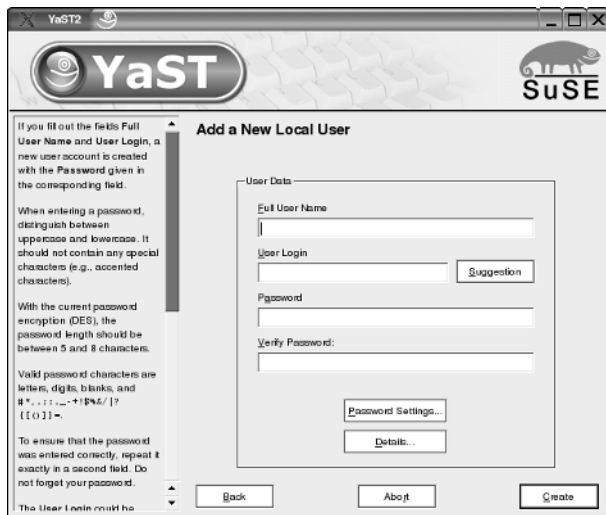 YaST2
YaST
SuSE
If you fill out the fields Full
User Name and User Login, a
new user account is created
with the Password given in
the corresponding field.
When entering a password,
distinguish between
uppercase and lowercase. It
should not contain any special
characters (e.g., accented
characters).
With the current password
encryption (DES), the
password length should be
between 5 and 8 characters.
Valid password characters are
letters, digits, blanks, and
#*,.;:._-+!$%&/|?
{[()]}=.
To ensure that the password
was entered correctly, repeat it
exactly in a second field. Do
not forget your password.
The User Login could be
Add a New Local User
User Data
Full User Name
User Login
Suggestion
Password
Verify Password:
Password Settings...
Details...
Back
Abort
Create